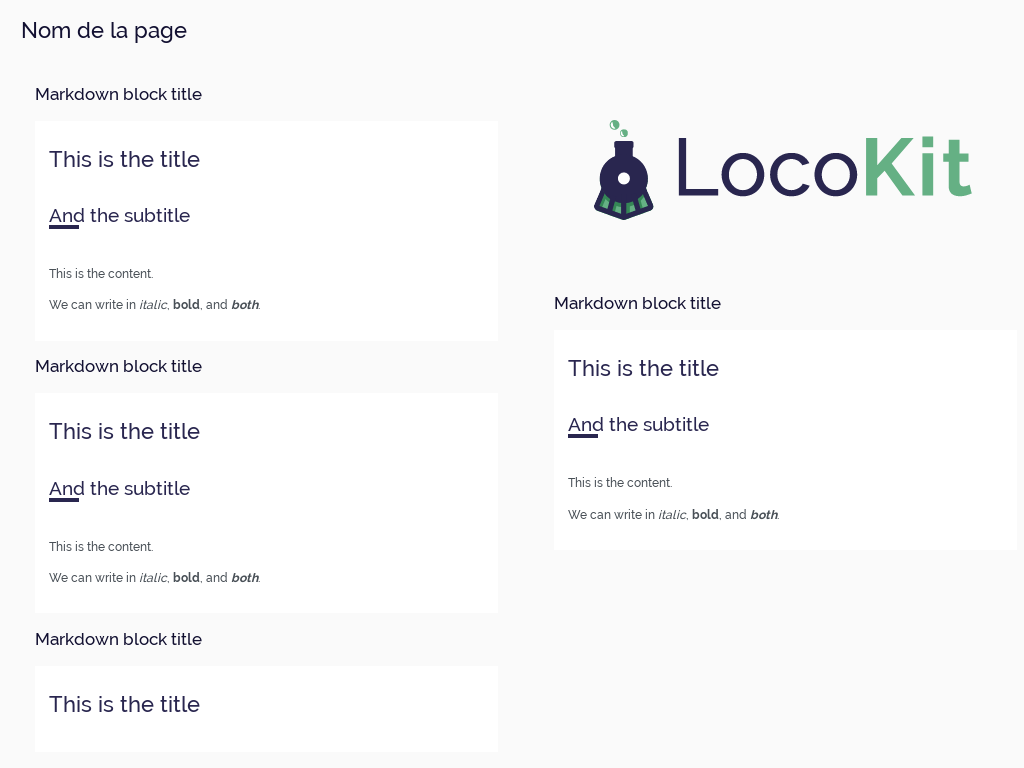 Nom de la page
Markdown block title
This is the title
And the subtitle
This is the content.
We can write in italic, bold, and both.
Markdown block title
This is the title
And the subtitle
This is the content.
We can write in italic, bold, and both.
Markdown block title
This is the title
LocoKit
Markdown block title
This is the title
And the subtitle
This is the content.
We can write in italic, bold, and both.